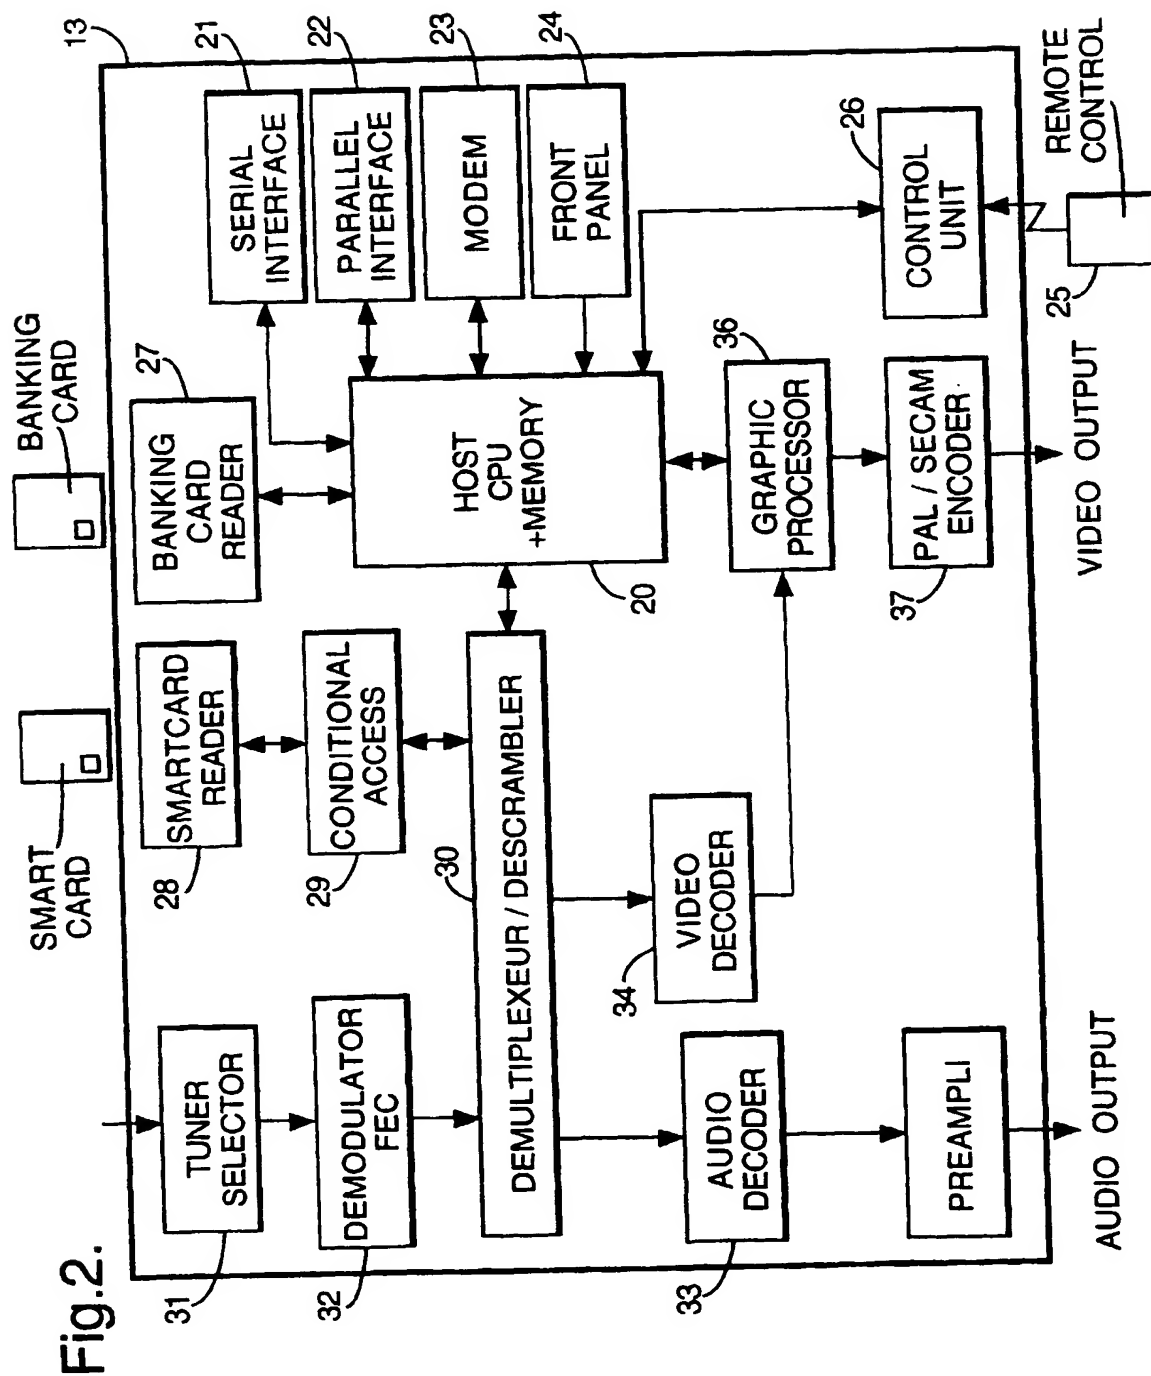 Fig.2.
SMART
CARD
BANKING
CARD
13
31
TUNER
SELECTOR
28
SMARTCARD
READER
27
BANKING
CARD
READER
21
SERIAL
INTERFACE
22
PARALLEL
INTERFACE
23
MODEM
24
FRONT
PANEL
32
DEMODULATOR
FEC
29
CONDITIONAL
ACCESS
30
DEMULTIPLEXEUR / DESCRAMBLER
HOST
CPU
+MEMORY
20
33
AUDIO
DECODER
34
VIDEO
DECODER
36
GRAPHIC
PROCESSOR
26
CONTROL
UNIT
PREAMPLI
37
PAL / SECAM
ENCODER
25
REMOTE
CONTROL
AUDIO OUTPUT
VIDEO OUTPUT